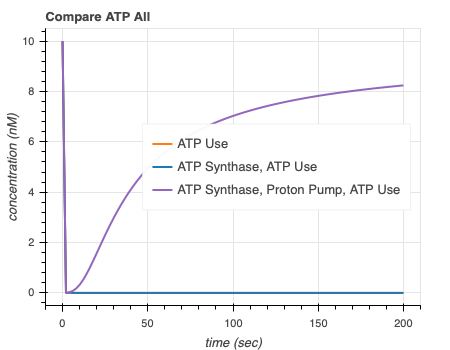 Compare ATP All
concentration (nM)
10
8
6
4
2
0
ATP Use
ATP Synthase, ATP Use
ATP Synthase, Proton Pump, ATP Use
0 50 100 150 200
time (sec)